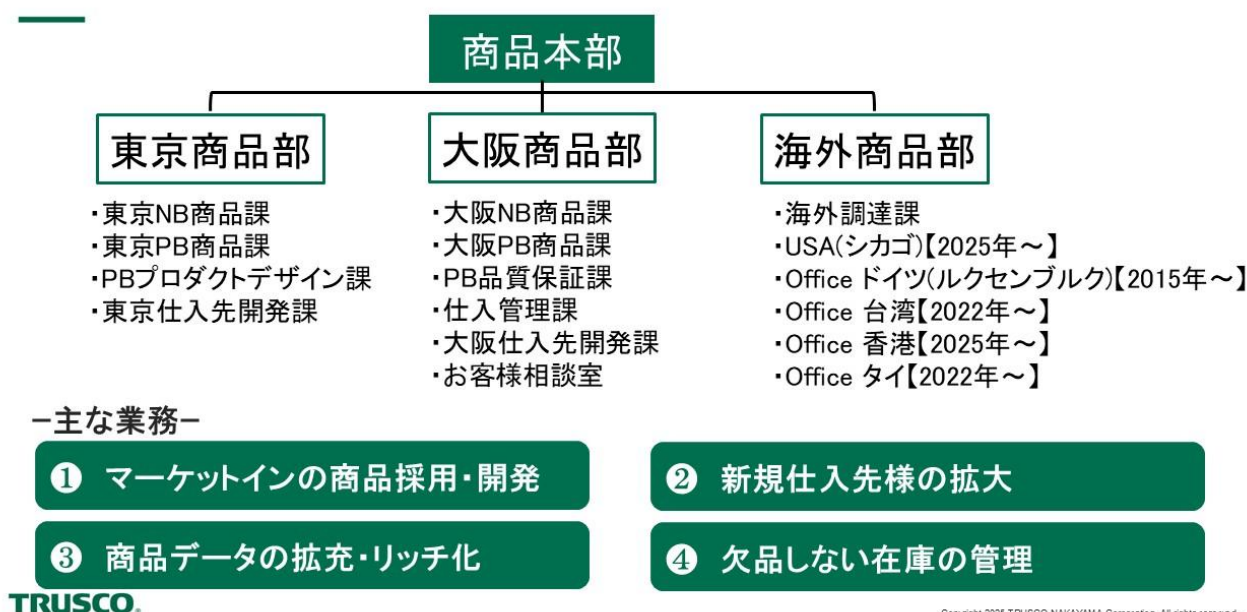 商品本部
東京商品部
・東京NB商品課
・東京PB商品課
・PBプロダクトデザイン課
・東京仕入先開発課
大阪商品部
・大阪NB商品課
・大阪PB商品課
・PB品質保証課
・仕入管理課
・大阪仕入先開発課
・お客様相談室
海外商品部
・海外調達課
・USA(シカゴ)【2025年～】
・Office ドイツ(ルクセンブルク)【2015年～】
・Office 台湾【2022年～】
・Office 香港【2025年～】
・Office タイ【2022年～】
－主な業務－
❶ マーケットインの商品採用・開発
❷ 新規仕入先様の拡大
❸ 商品データの拡充・リッチ化
❹ 欠品しない在庫の管理
TRUSCO.
Copyright 2025 TRUSCO NAKAYAMA Corporation. All rights reserved.